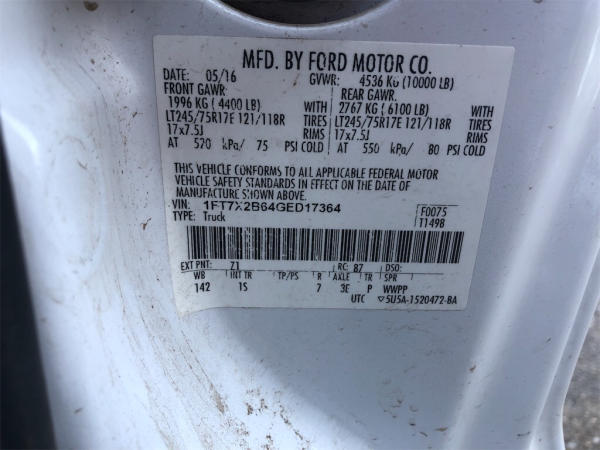 MFD. BY FORD MOTOR CO.
DATE: 05/16 GVWR: 4536 KG (10000 LB)
FRONT GAWR: REAR GAWR:
1996 KG (4400 LB) WITH 2767 KG (6100 LB) WITH
LT245/75R17E 121/118R TIRES LT245/75R17E 121/118R TIRES
17x7.5J RIMS 17x7.5J RIMS
AT 520 kPa/ 75 PSI COLD AT 550 kPa/ 80 PSI COLD
THIS VEHICLE CONFORMS TO ALL APPLICABLE FEDERAL MOTOR
VEHICLE SAFETY STANDARDS IN EFFECT ON THE DATE OF
MANUFACTURE SHOWN ABOVE.
VIN: 1FT7X2B64GED17364 F0075
TYPE: Truck T1498
EXT PNT: Z1 RC: 87 DSO:
WB INT TR TP/PS R AXLE TR SPR
142 1S 7 3E P WWPP
UTC ▽5U5A-1520472-BA